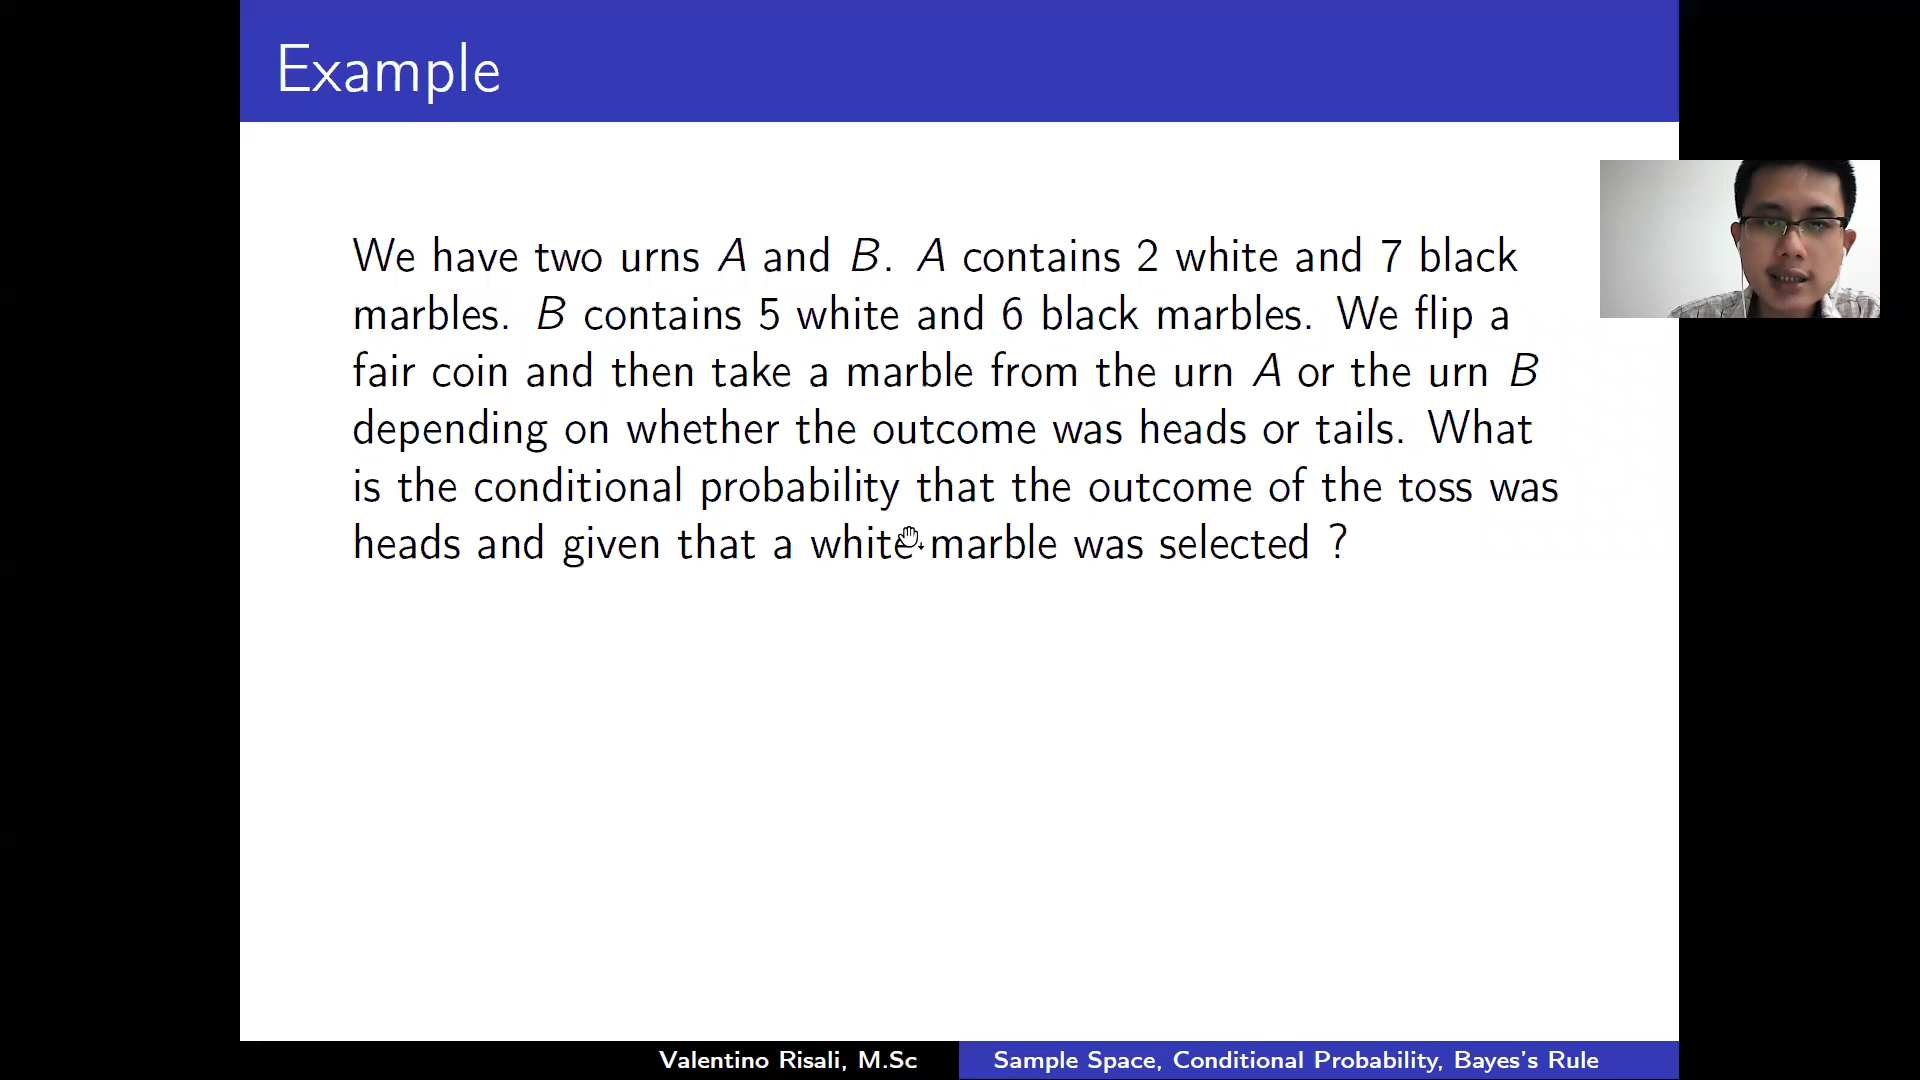 Example
We have two urns A and B. A contains 2 white and 7 black
marbles. B contains 5 white and 6 black marbles. We flip a
fair coin and then take a marble from the urn A or the urn B
depending on whether the outcome was heads or tails. What
is the conditional probability that the outcome of the toss was
heads and given that a white marble was selected ?
Valentino Risali, M.Sc
Sample Space, Conditional Probability, Bayes's Rule